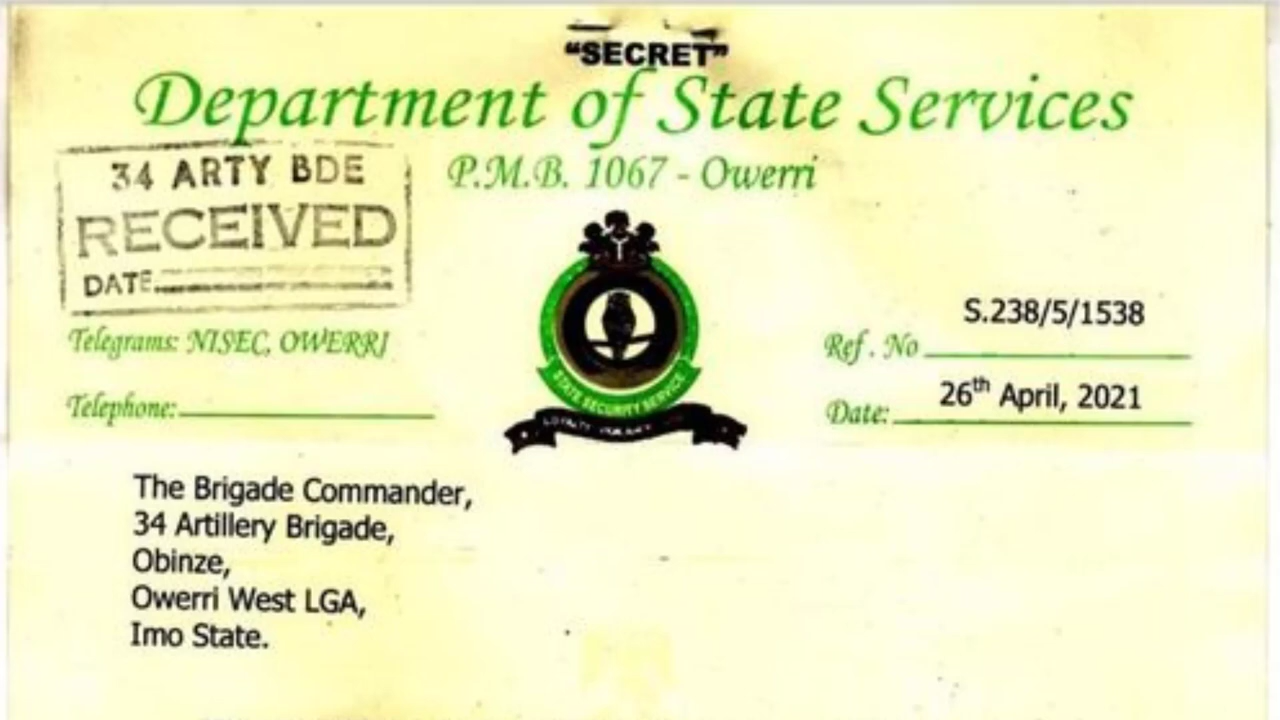 “SECRET”
Department of State Services
P.M.B. 1067 - Owerri
34 ARTY BDE
RECEIVED
DATE
Telegrams: NISEC, OWERRI
Telephone:
STATE SECURITY SERVICE
S.238/5/1538
Ref. No
26th April, 2021
Date:
The Brigade Commander,
34 Artillery Brigade,
Obinze,
Owerri West LGA,
Imo State.